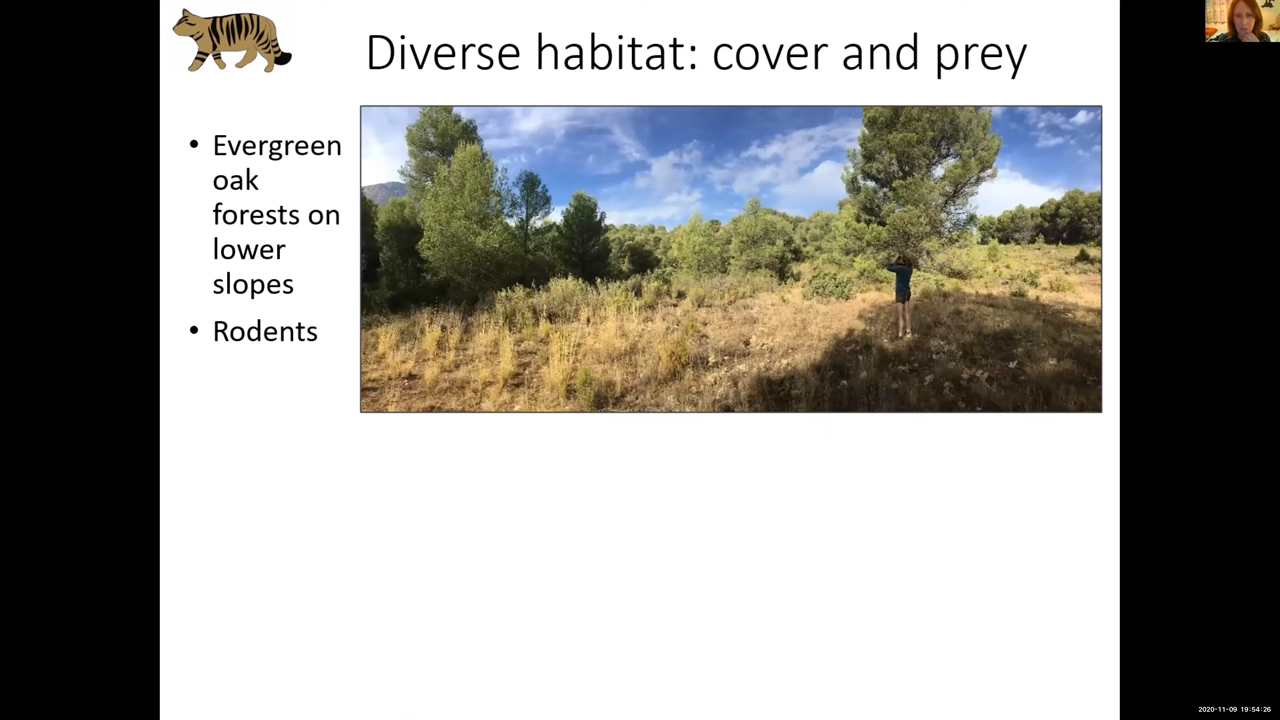 Diverse habitat: cover and prey
• Evergreen
oak
forests on
lower
slopes
• Rodents
2020-11-09 19:54:26